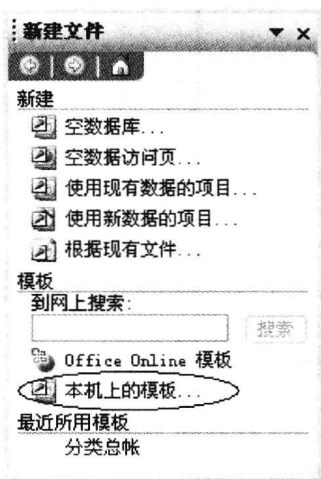 新建文件
新建
空数据库...
空数据访问页...
使用现有数据的项目...
使用新数据的项目...
根据现有文件...
模板
到网上搜索:
搜索
Office Online 模板
本机上的模板...
最近所用模板
分类总帐